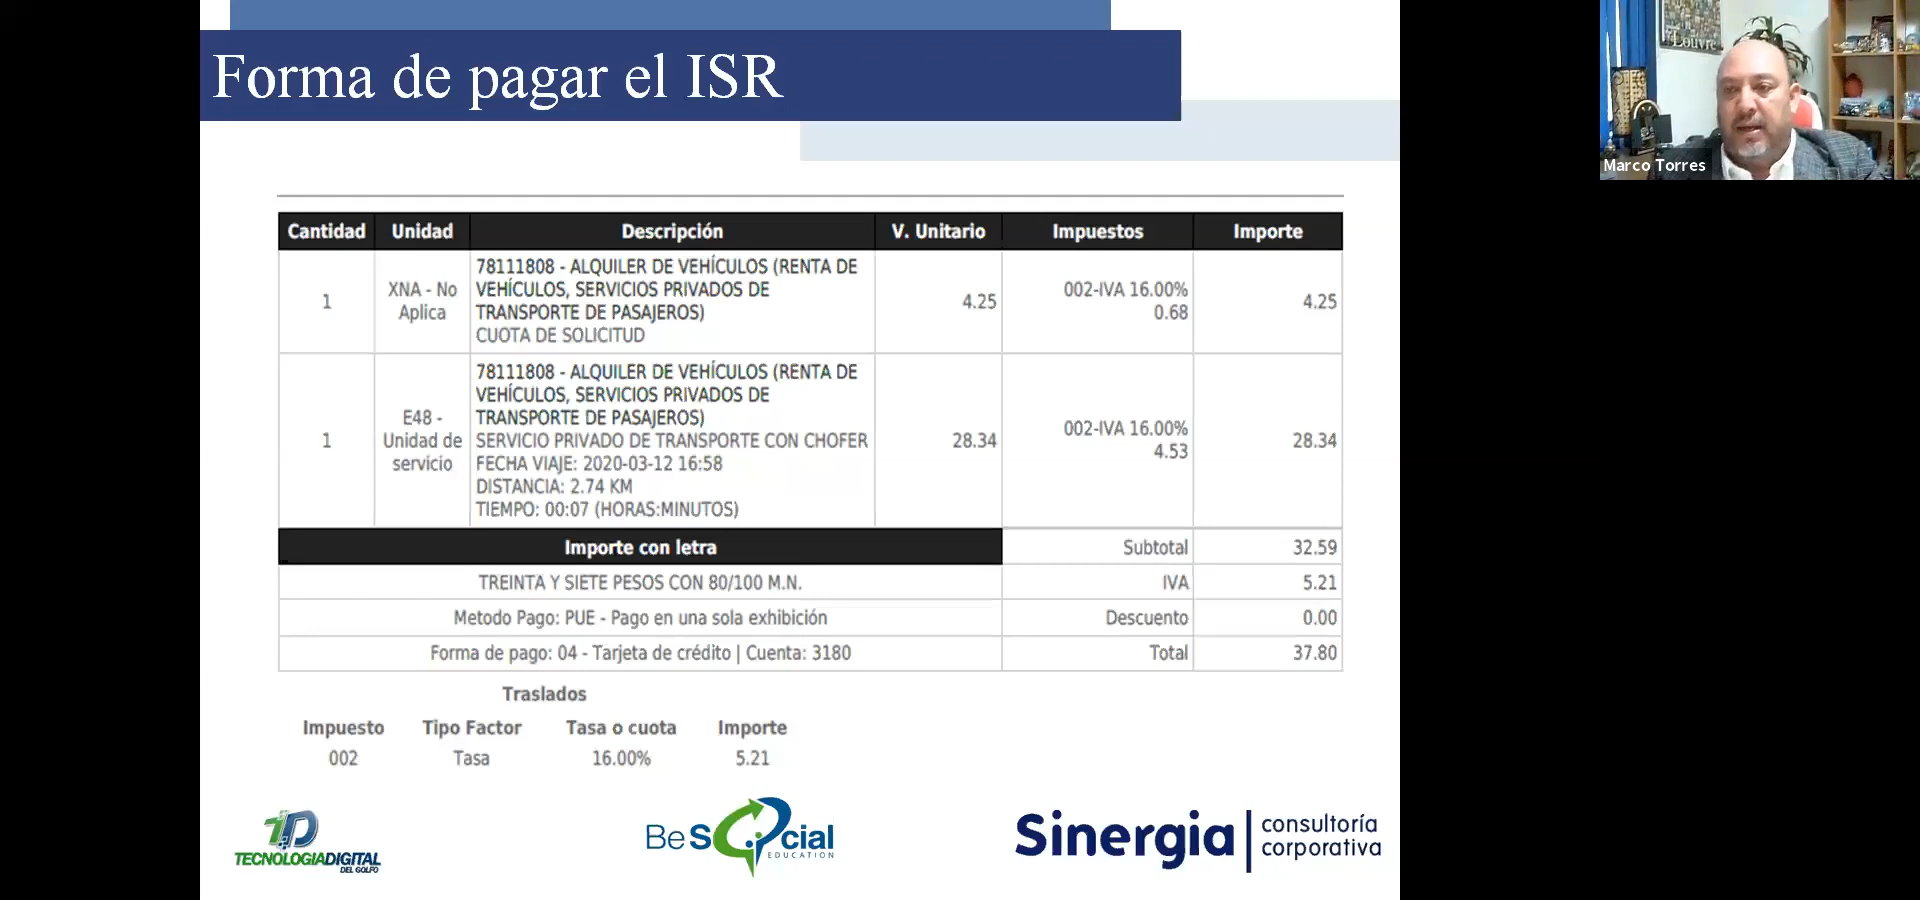 Forma de pagar el ISR
Louvre
Marco Torres
Cantidad Unidad Descripción V. Unitario Impuestos Importe
1
XNA - No
Aplica
78111808 - ALQUILER DE VEHÍCULOS (RENTA DE
VEHÍCULOS, SERVICIOS PRIVADOS DE
TRANSPORTE DE PASAJEROS)
CUOTA DE SOLICITUD
4.25
002-IVA 16.00%
0.68
4.25
1
E48 -
Unidad de
servicio
78111808 - ALQUILER DE VEHÍCULOS (RENTA DE
VEHÍCULOS, SERVICIOS PRIVADOS DE
TRANSPORTE DE PASAJEROS)
SERVICIO PRIVADO DE TRANSPORTE CON CHOFER
FECHA VIAJE: 2020-03-12 16:58
DISTANCIA: 2.74 KM
TIEMPO: 00:07 (HORAS:MINUTOS)
28.34
002-IVA 16.00%
4.53
28.34
Importe con letra Subtotal 32.59
TREINTA Y SIETE PESOS CON 80/100 M.N. IVA 5.21
Metodo Pago: PUE - Pago en una sola exhibición Descuento 0.00
Forma de pago: 04 - Tarjeta de crédito | Cuenta: 3180 Total 37.80
Traslados
Impuesto Tipo Factor Tasa o cuota Importe
002 Tasa 16.00% 5.21
TD
TECNOLOGIADIGITAL
DEL GOLFO
Be Social
EDUCATION
Sinergia
consultoría
corporativa